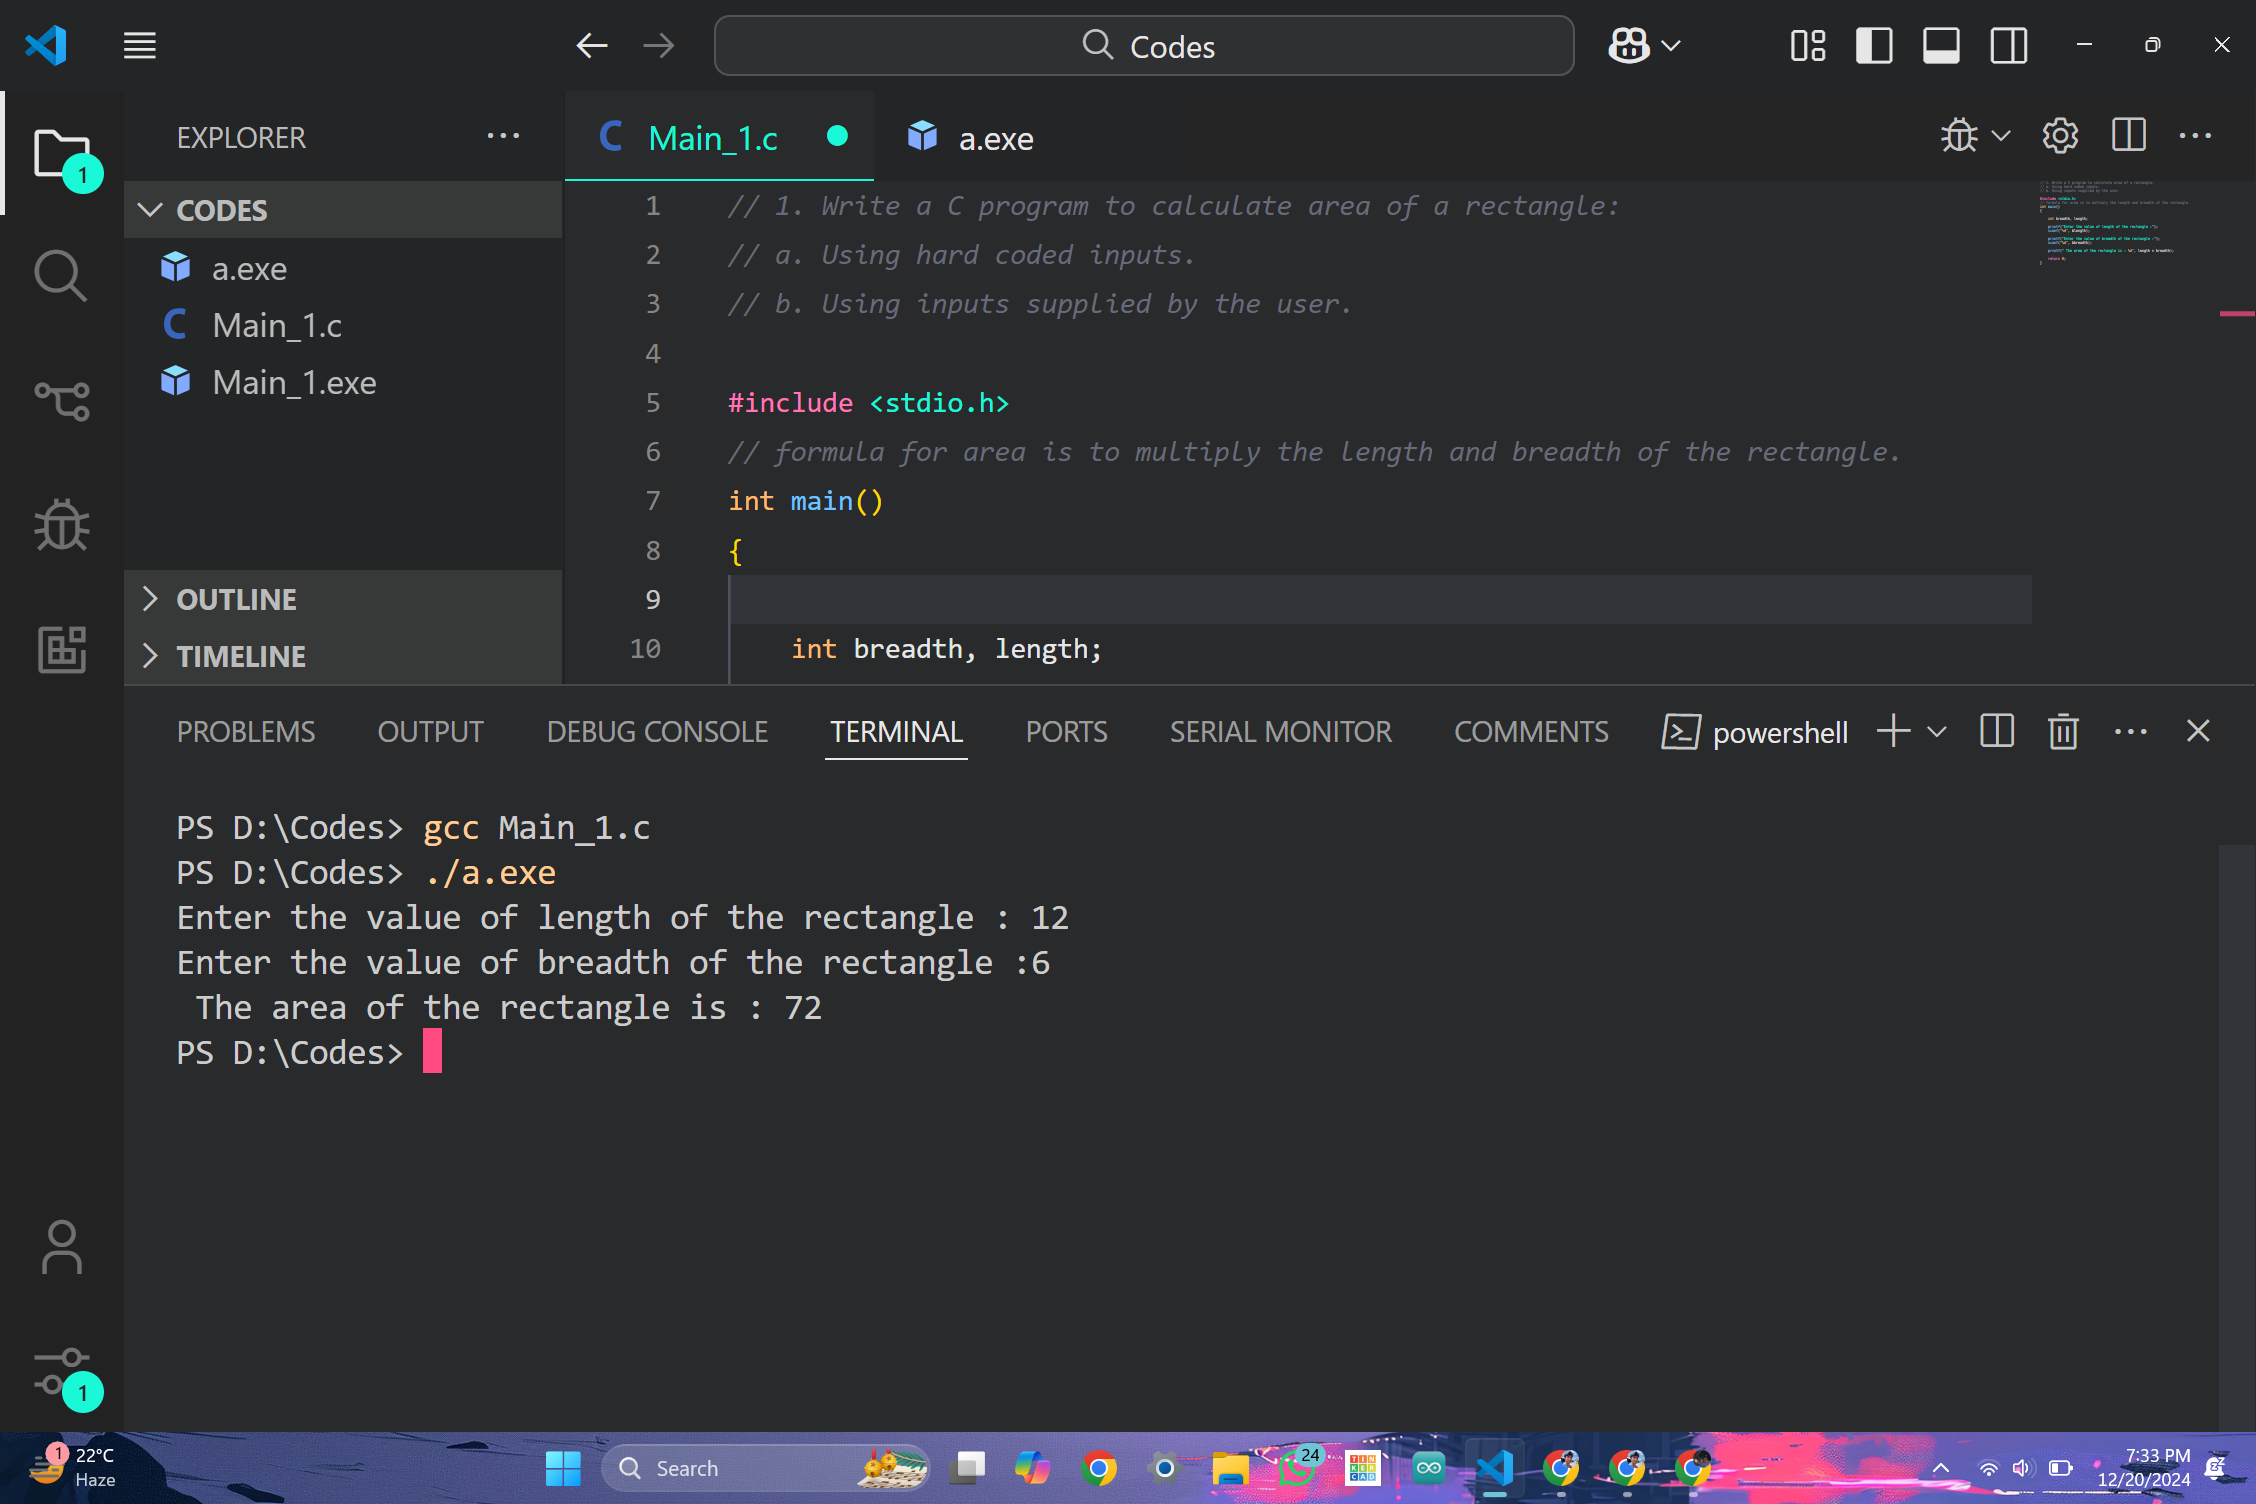 Codes
EXPLORER
Main_1.c
a.exe
1
CODES
a.exe
Main_1.c
Main_1.exe
OUTLINE
TIMELINE
1 // 1. Write a C program to calculate area of a rectangle:
2 // a. Using hard coded inputs.
3 // b. Using inputs supplied by the user.
4
5 #include <stdio.h>
6 // formula for area is to multiply the length and breadth of the rectangle.
7 int main()
8 {
9
10 int breadth, length;
PROBLEMS OUTPUT DEBUG CONSOLE TERMINAL PORTS SERIAL MONITOR COMMENTS powershell
PS D:\Codes> gcc Main_1.c
PS D:\Codes> ./a.exe
Enter the value of length of the rectangle : 12
Enter the value of breadth of the rectangle :6
 The area of the rectangle is : 72
PS D:\Codes>
1
1
22°C
Haze
Search
24
TIN
KER
CAD
7:33 PM
12/20/2024